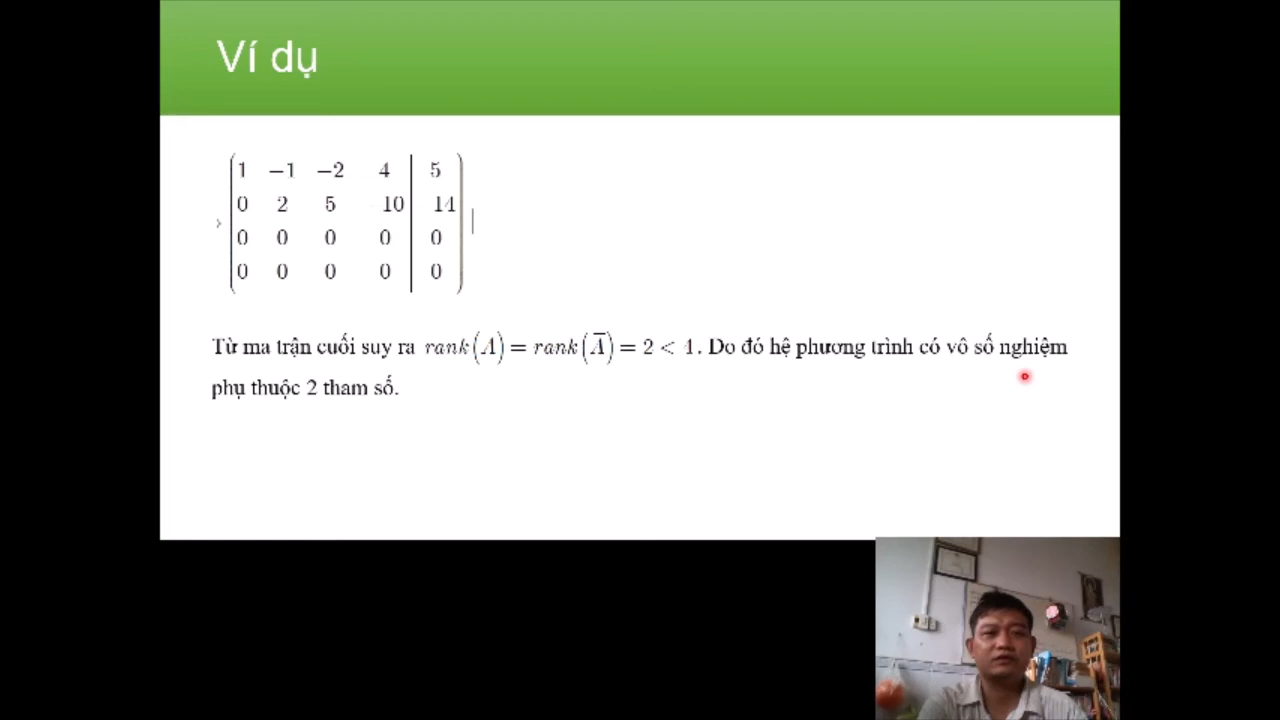 Ví dụ
1 −1 −2 4 5
0 2 5 10 14
0 0 0 0 0
0 0 0 0 0
Từ ma trận cuối suy ra rank(A) = rank(A̅) = 2 < 4. Do đó hệ phương trình có vô số nghiệm
phụ thuộc 2 tham số.